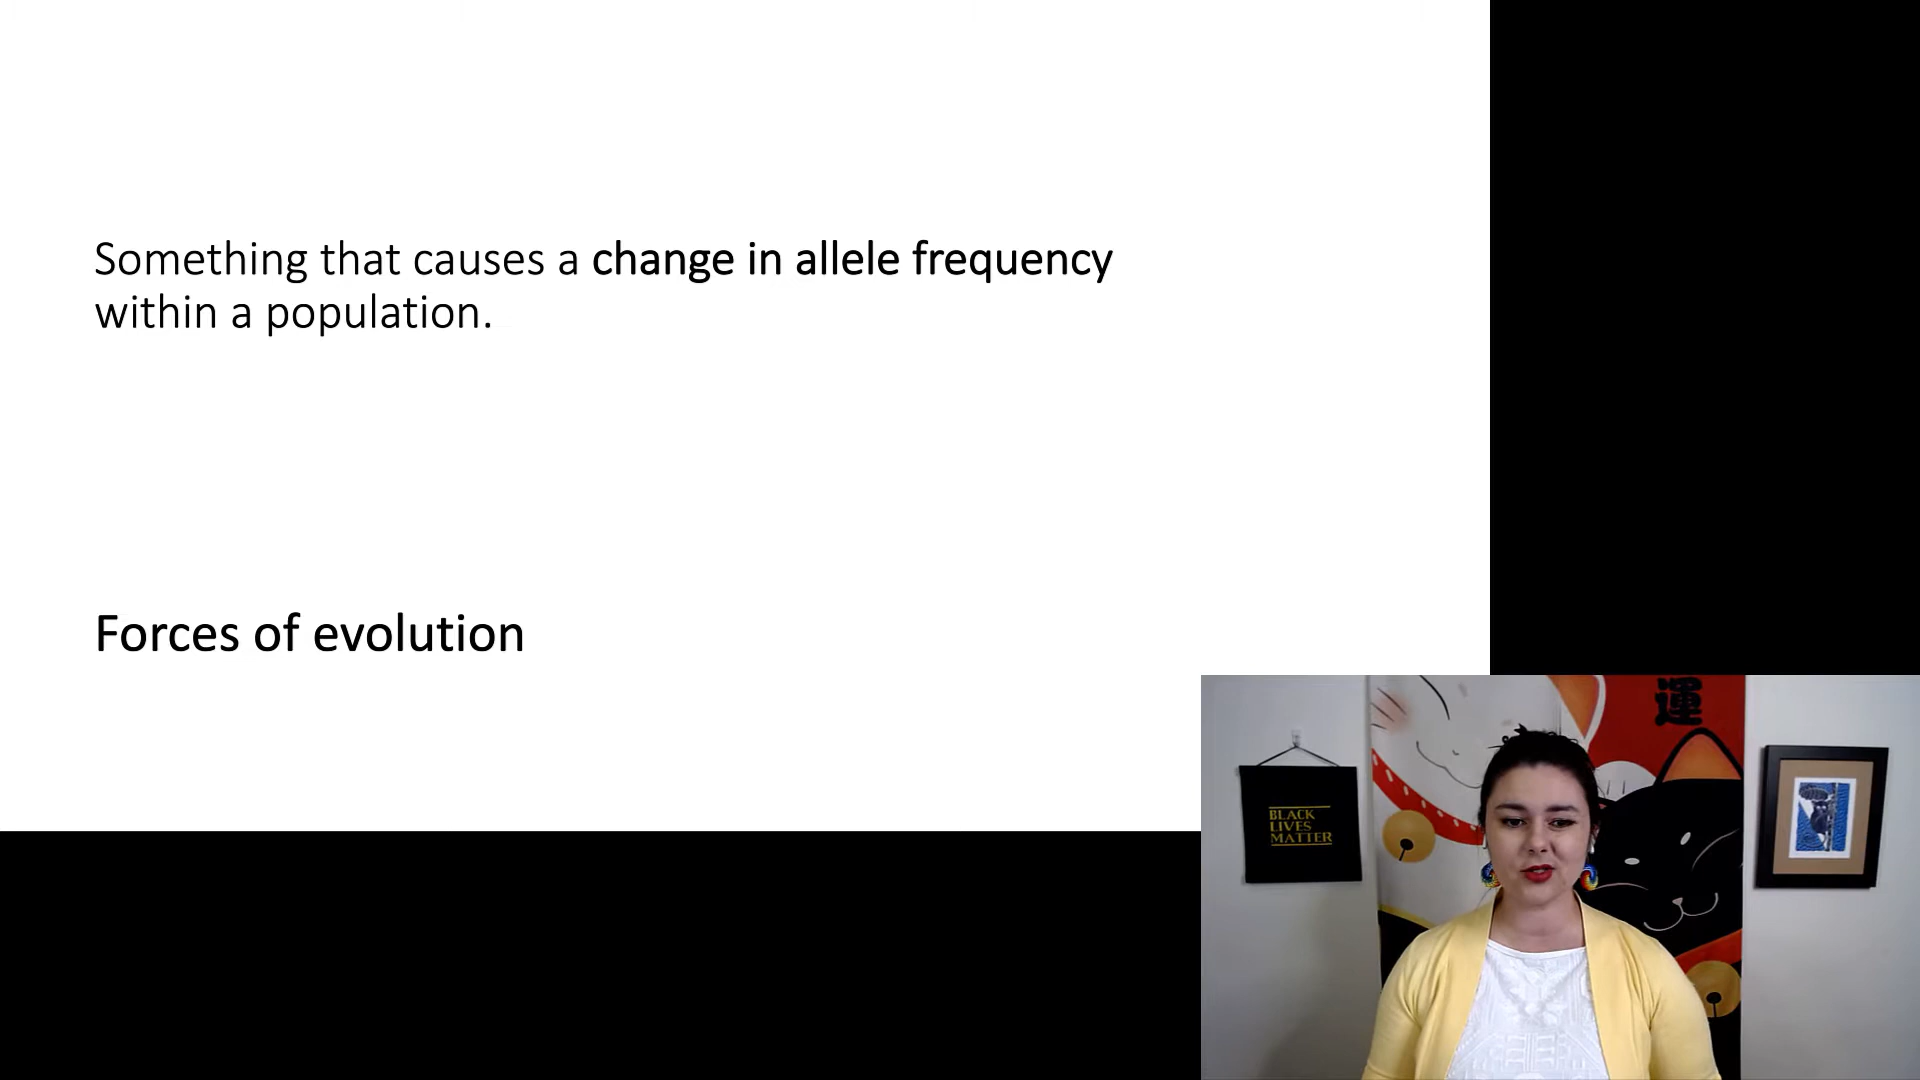 Something that causes a change in allele frequency
within a population.
Forces of evolution
運
BLACK
LIVES
MATTER